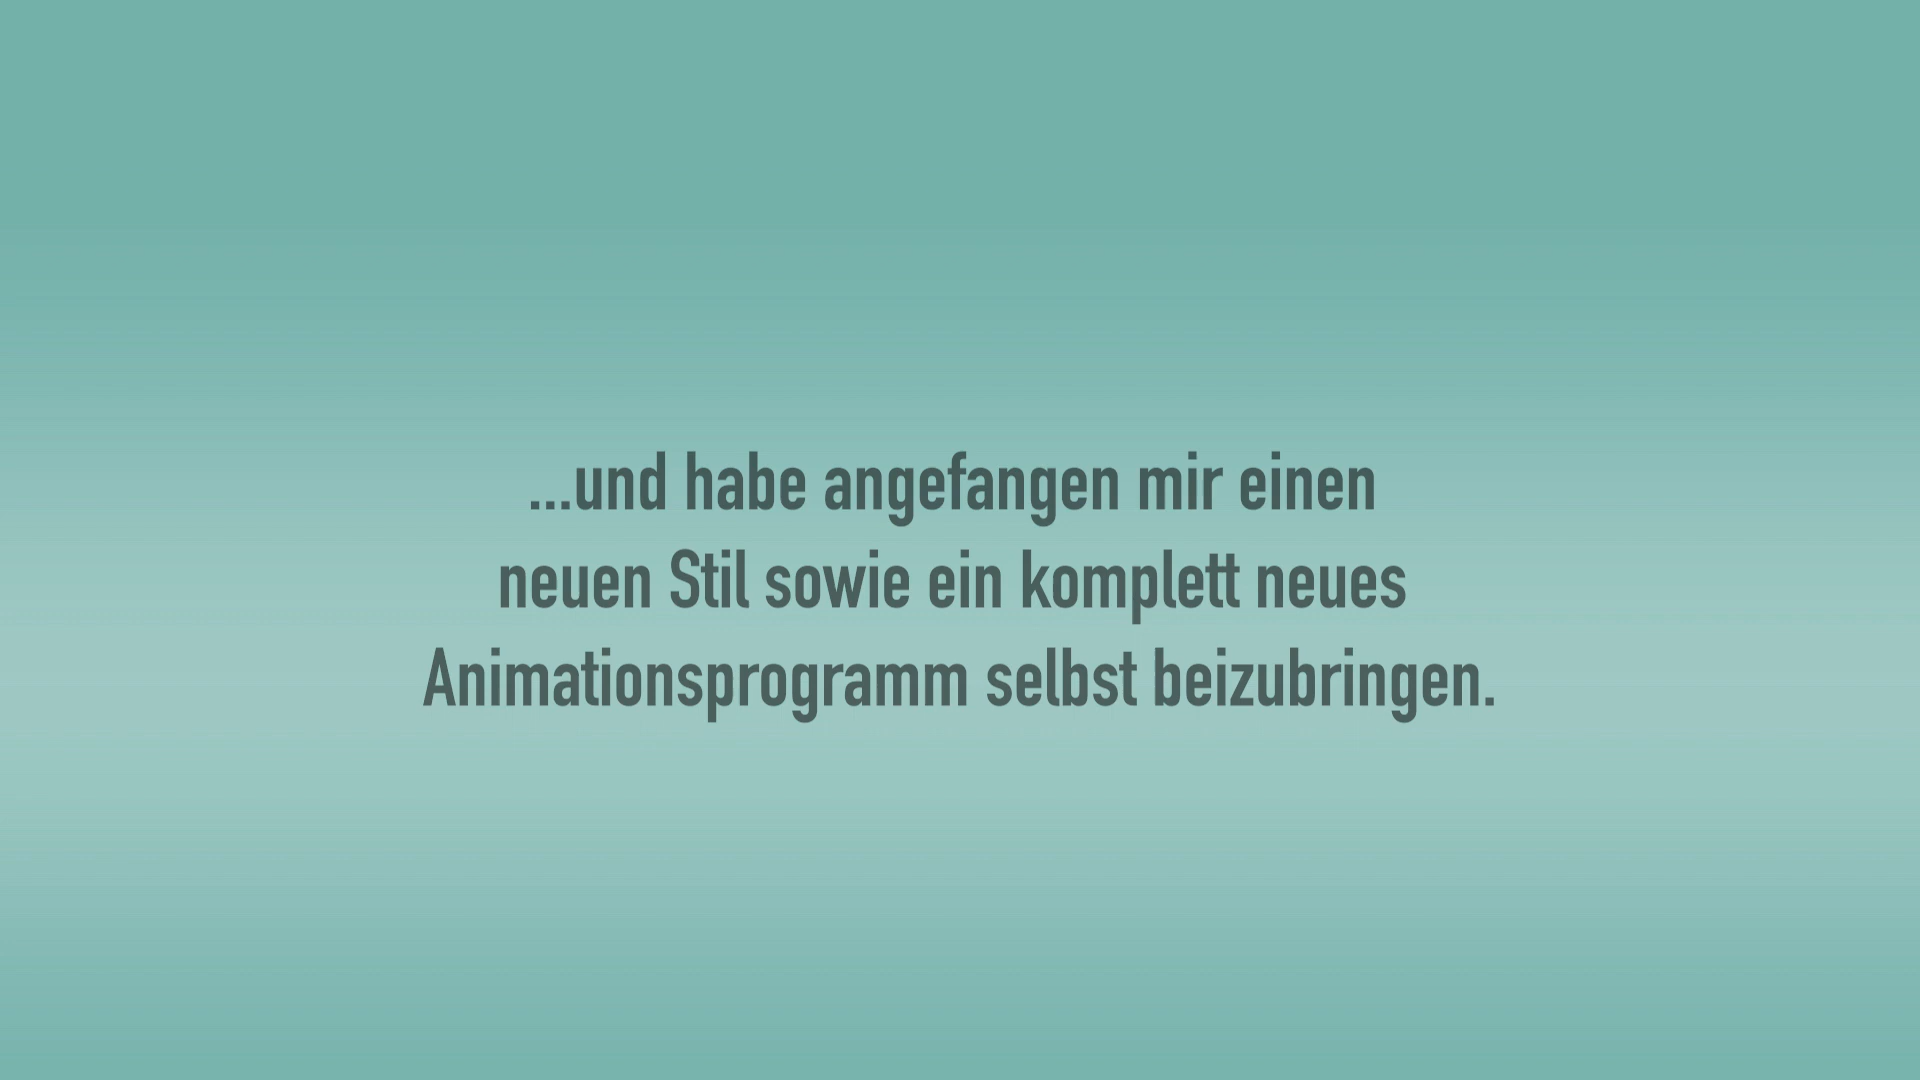 ...und habe angefangen mir einen
neuen Stil sowie ein komplett neues
Animationsprogramm selbst beizubringen.